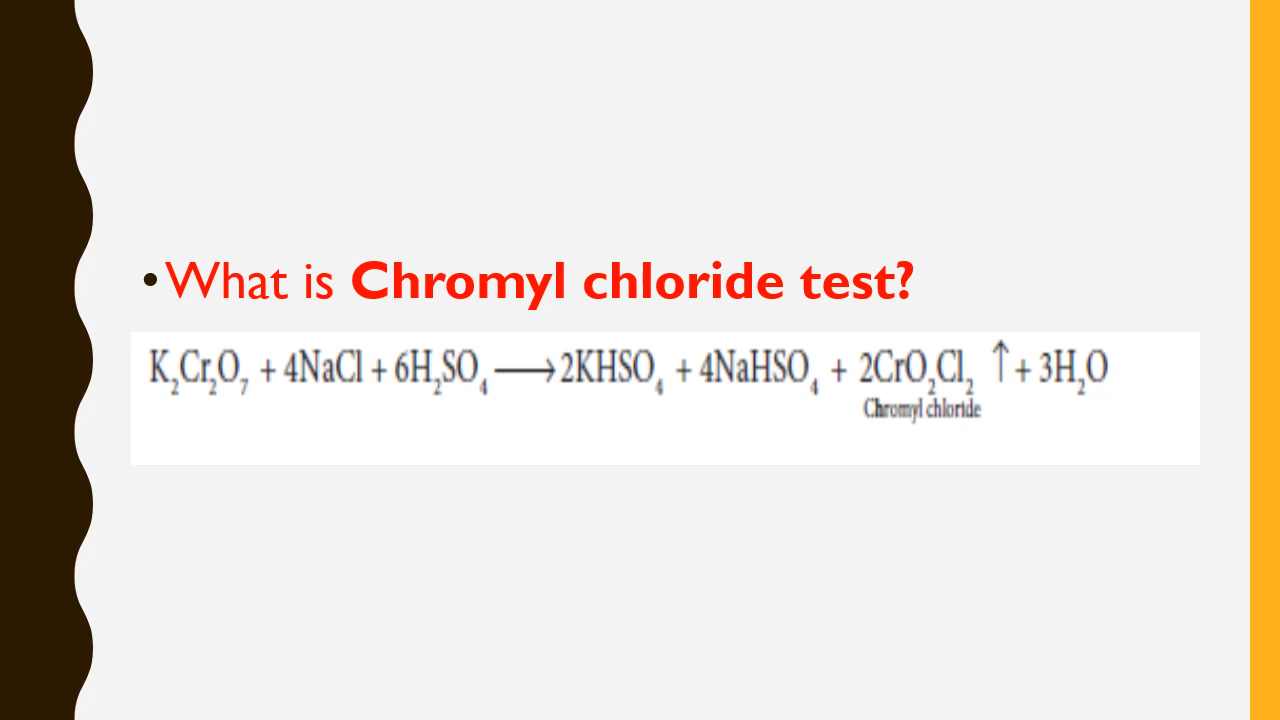 • What is Chromyl chloride test?
K₂Cr₂O₇ + 4NaCl + 6H₂SO₄ ⟶ 2KHSO₄ + 4NaHSO₄ + 2CrO₂Cl₂ ↑ + 3H₂O
Chromyl chloride